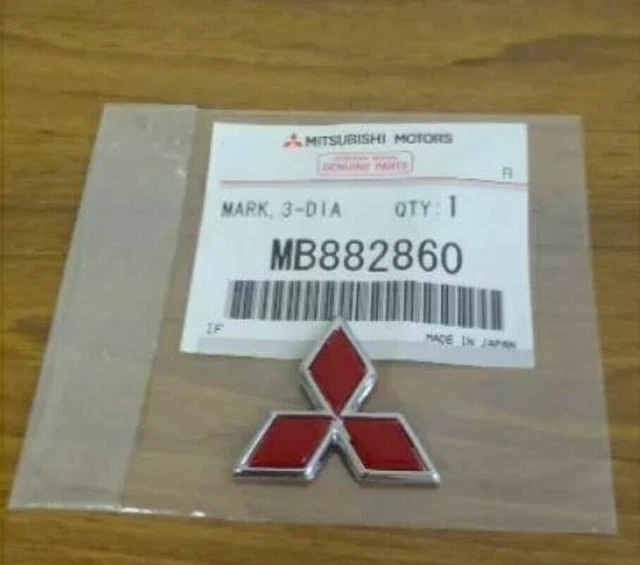 MITSUBISHI MOTORS
GENUINE PARTS
R
MARK, 3-DIA QTY: 1
MB882860
IF
MADE IN JAPAN